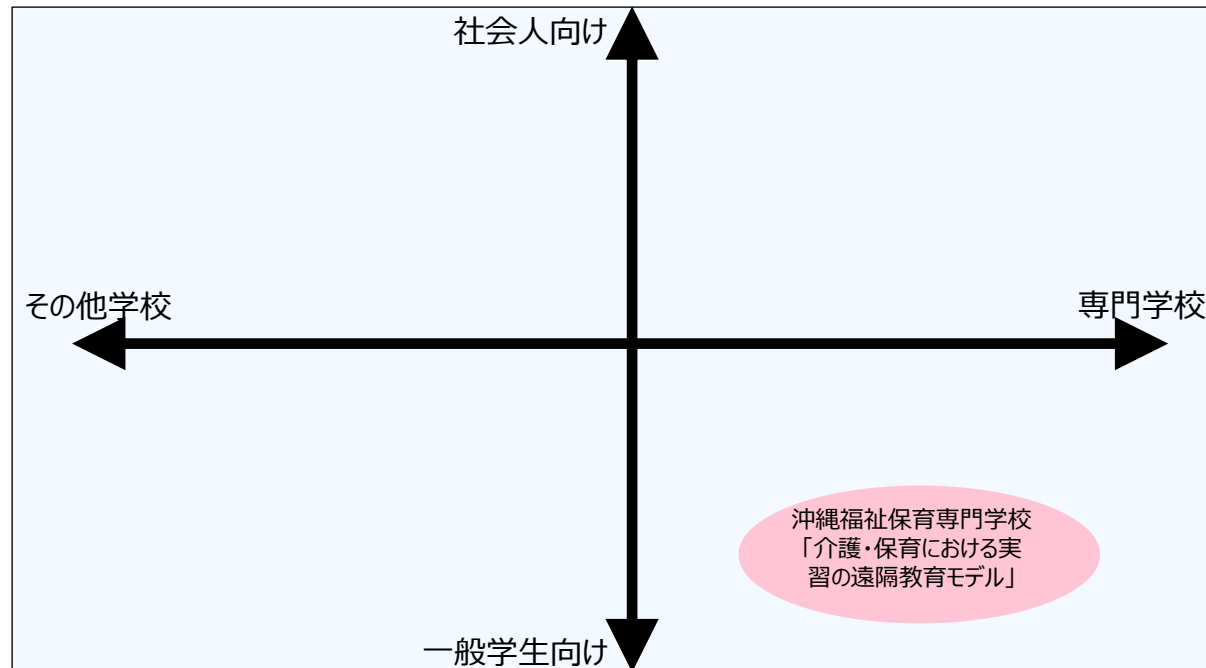 社会人向け
その他学校
専門学校
沖縄福祉保育専門学校
「介護・保育における実
習の遠隔教育モデル」
一般学生向け